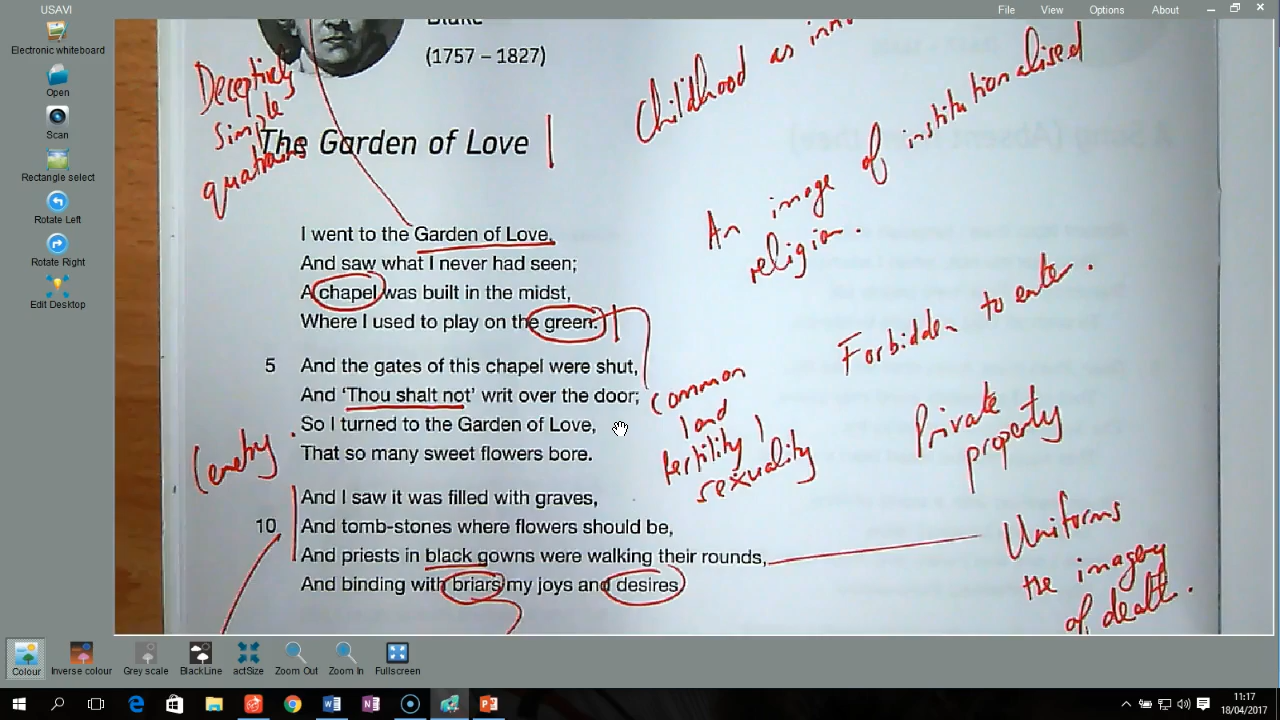 USAVI
File View Options About
Electronic whiteboard
Open
Scan
Rectangle select
Rotate Left
Rotate Right
Edit Desktop
Blake
(1757 – 1827)
Deceptively
simple
quatrains
Childhood as
An image of institutionalised
religion.
The Garden of Love
I went to the Garden of Love,
And saw what I never had seen;
A chapel was built in the midst,
Where I used to play on the green.
5 And the gates of this chapel were shut,
And ‘Thou shalt not’ writ over the door;
So I turned to the Garden of Love,
That so many sweet flowers bore.
And I saw it was filled with graves,
10 And tomb-stones where flowers should be,
And priests in black gowns were walking their rounds,
And binding with briars my joys and desires.
Forbidden to enter.
Common
land
fertility /
sexuality
Private
property
Cemetry
Uniforms
the imagery
of death.
Colour Inverse colour Grey scale BlackLine actSize Zoom Out Zoom In Fullscreen
11:17
18/04/2017